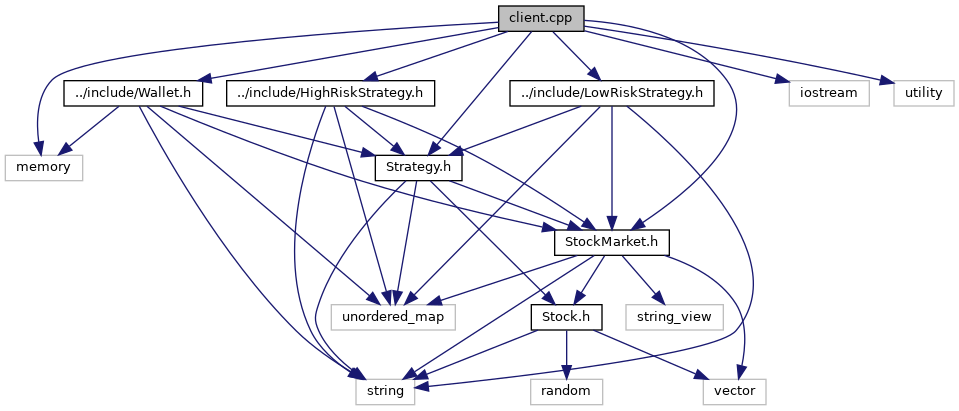 client.cpp
../include/Wallet.h
../include/HighRiskStrategy.h
../include/LowRiskStrategy.h
iostream
utility
memory
Strategy.h
StockMarket.h
unordered_map
Stock.h
string_view
string
random
vector